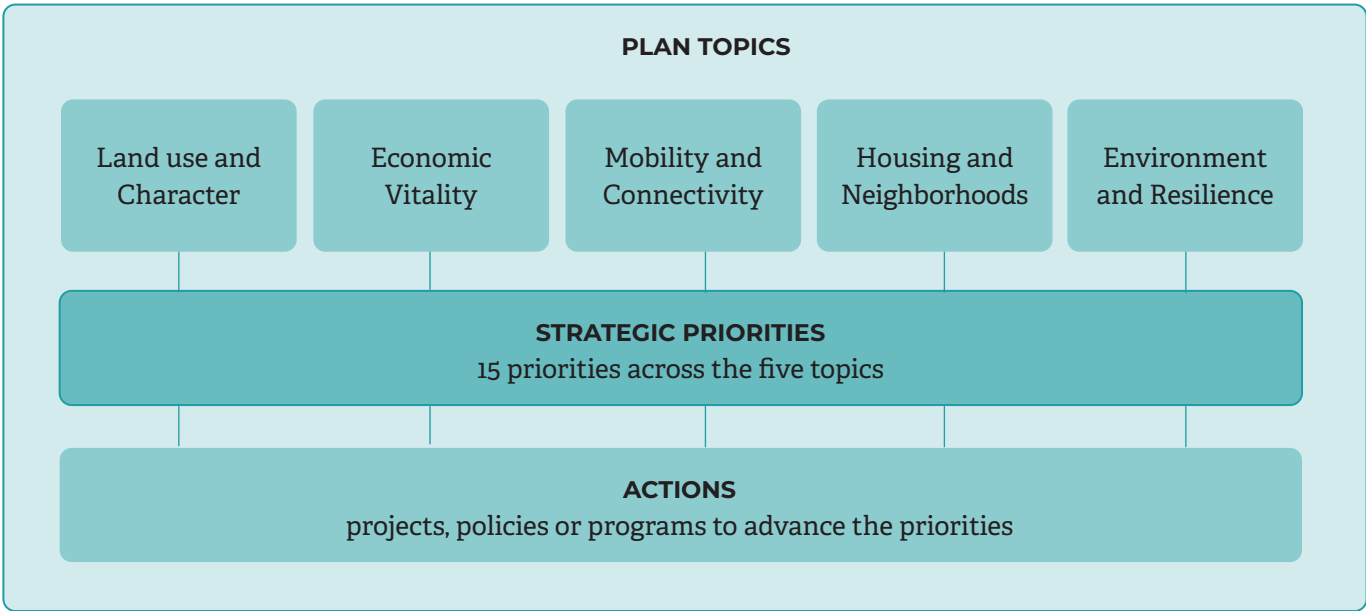 PLAN TOPICS
Land use and
Character
Economic
Vitality
Mobility and
Connectivity
Housing and
Neighborhoods
Environment
and Resilience
STRATEGIC PRIORITIES
15 priorities across the five topics
ACTIONS
projects, policies or programs to advance the priorities